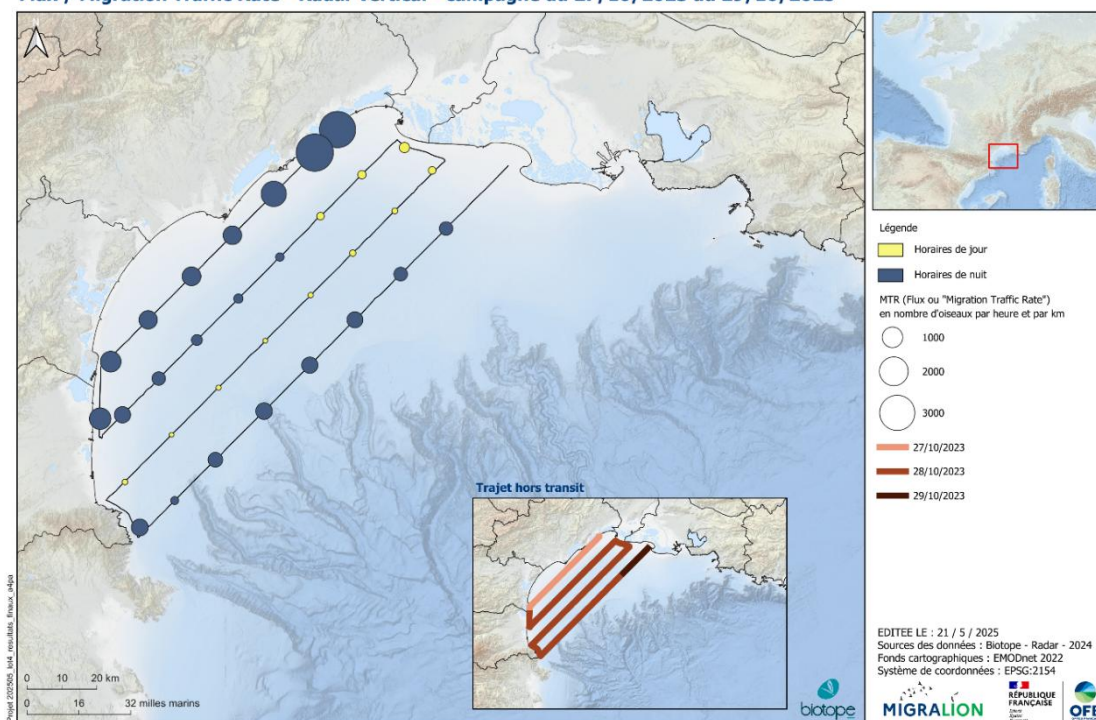 Flux / Migration Traffic Rate - Radar Vertical - Campagne du 27/10/2023 au 29/10/2023
Légende
Horaires de jour
Horaires de nuit
MTR (Flux ou "Migration Traffic Rate")
en nombre d'oiseaux par heure et par km
1000
2000
3000
27/10/2023
28/10/2023
29/10/2023
Trajet hors transit
0 10 20 km
0 16 32 milles marins
biotope
EDITEE LE : 21 / 5 / 2025
Sources des données : Biotope - Radar - 2024
Fonds cartographiques : EMODnet 2022
Système de coordonnées : EPSG:2154
MIGRALION
RÉPUBLIQUE
FRANÇAISE
Liberté
Égalité
OFB